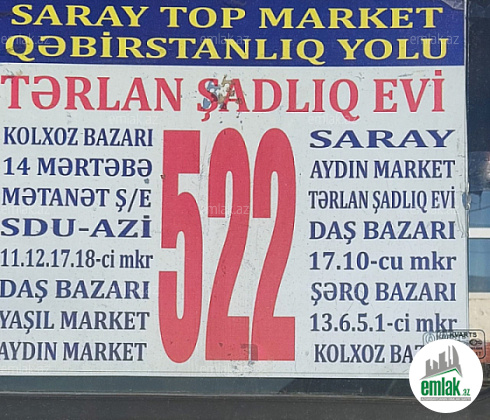 SARAY TOP MARKET
QƏBİRSTANLIQ YOLU
TƏRLAN ŞADLIQ EVİ
KOLXOZ BAZARI
14 MƏRTƏBƏ
MƏTANƏT Ş/E
SDU-AZİ
11.12.17.18-ci mkr
DAŞ BAZARI
YAŞIL MARKET
AYDIN MARKET
522
SARAY
AYDIN MARKET
TƏRLAN ŞADLIQ EVİ
DAŞ BAZARI
17.10-cu mkr
ŞƏRQ BAZARI
13.6.5.1-ci mkr
KOLXOZ
emlak.az